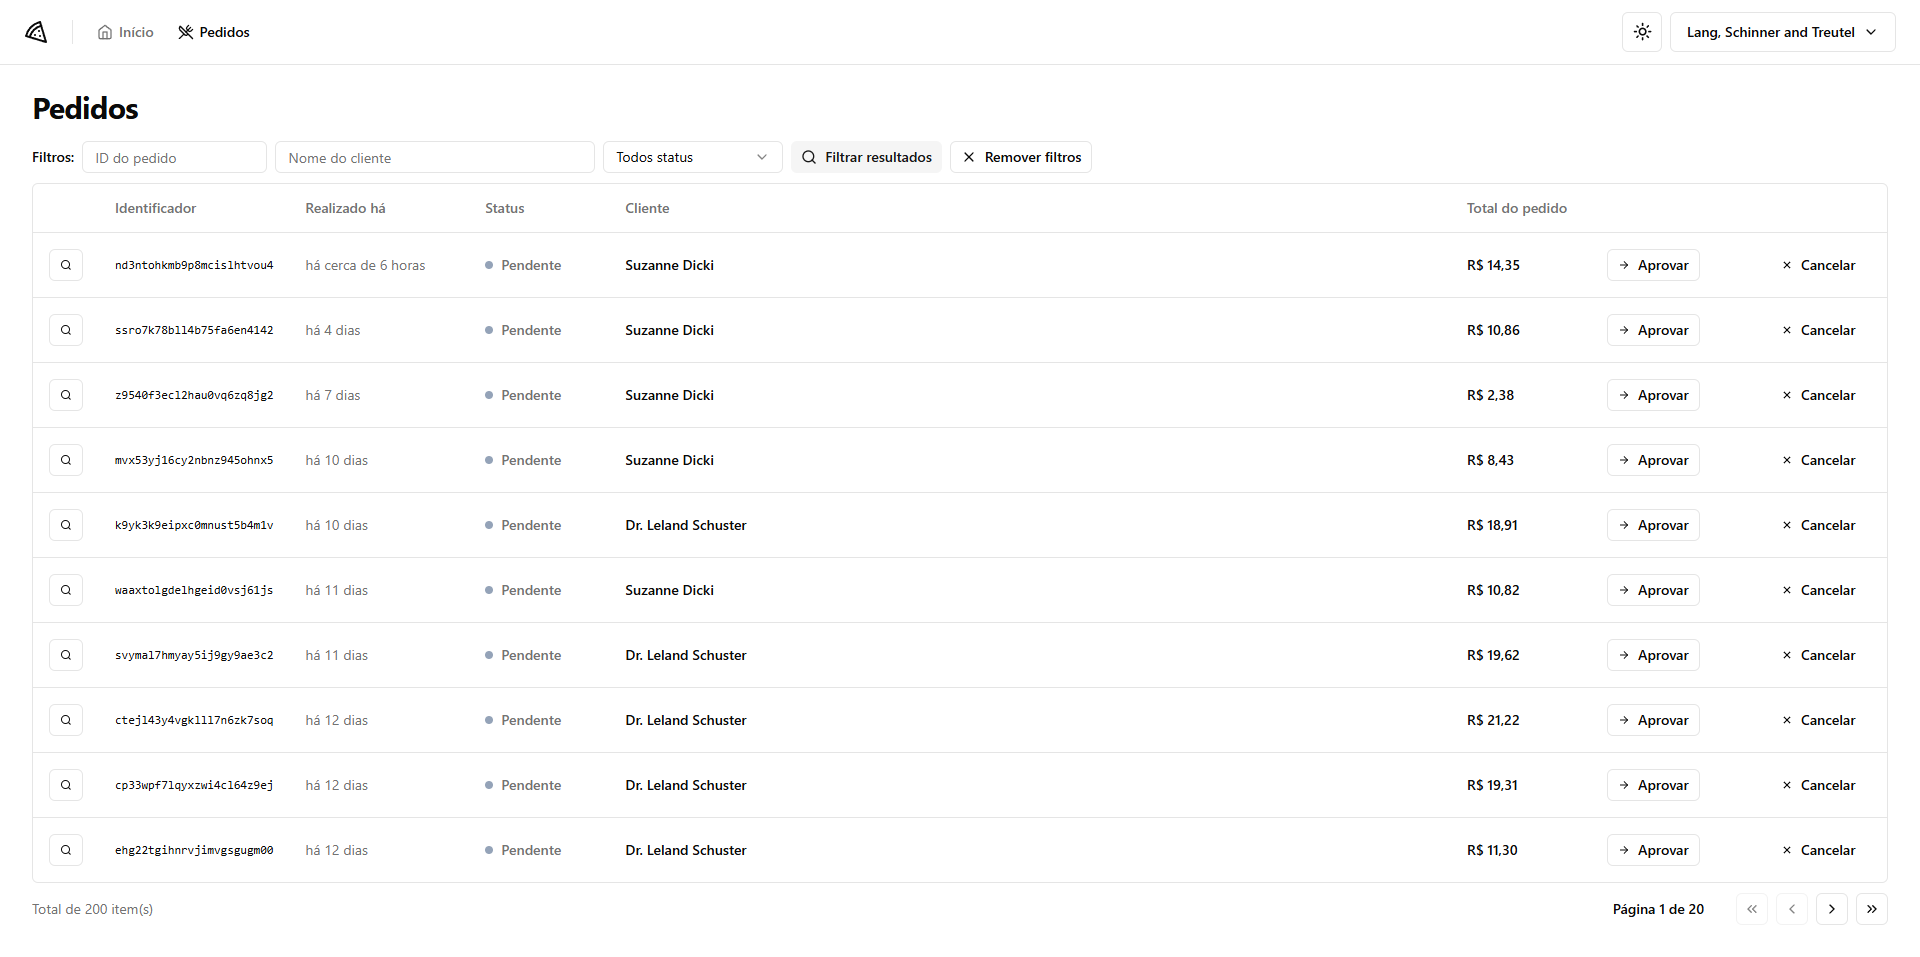 Início Pedidos Lang, Schinner and Treutel
Pedidos
Filtros: ID do pedido Nome do cliente Todos status Filtrar resultados Remover filtros
Identificador Realizado há Status Cliente Total do pedido
nd3ntohkmb9p8mcislhtvou4 há cerca de 6 horas Pendente Suzanne Dicki R$ 14,35 Aprovar Cancelar
ssro7k78bll4b75fa6en4142 há 4 dias Pendente Suzanne Dicki R$ 10,86 Aprovar Cancelar
z9540f3ecl2hau0vq6zq8jg2 há 7 dias Pendente Suzanne Dicki R$ 2,38 Aprovar Cancelar
mvx53yj16cy2nbnz945ohnx5 há 10 dias Pendente Suzanne Dicki R$ 8,43 Aprovar Cancelar
k9yk3k9eipxc0mnust5b4m1v há 10 dias Pendente Dr. Leland Schuster R$ 18,91 Aprovar Cancelar
waaxtolgdelhgeid0vsj61js há 11 dias Pendente Suzanne Dicki R$ 10,82 Aprovar Cancelar
svymal7hmyay5ij9gy9ae3c2 há 11 dias Pendente Dr. Leland Schuster R$ 19,62 Aprovar Cancelar
ctejl43y4vgklll7n6zk7soq há 12 dias Pendente Dr. Leland Schuster R$ 21,22 Aprovar Cancelar
cp33wpf7lqyxzwi4cl64z9ej há 12 dias Pendente Dr. Leland Schuster R$ 19,31 Aprovar Cancelar
ehg22tgihnrvjimvgsgugm00 há 12 dias Pendente Dr. Leland Schuster R$ 11,30 Aprovar Cancelar
Total de 200 item(s) Página 1 de 20